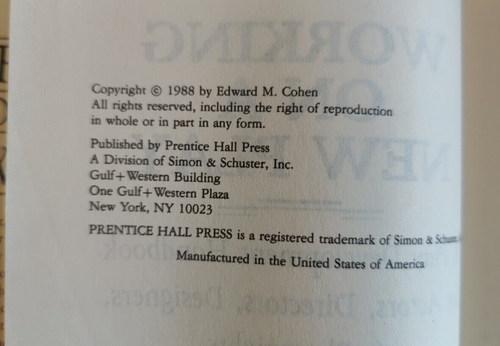 Copyright © 1988 by Edward M. Cohen
All rights reserved, including the right of reproduction
in whole or in part in any form.
Published by Prentice Hall Press
A Division of Simon & Schuster, Inc.
Gulf+Western Building
One Gulf+Western Plaza
New York, NY 10023
PRENTICE HALL PRESS is a registered trademark of Simon & Schuster
Manufactured in the United States of America